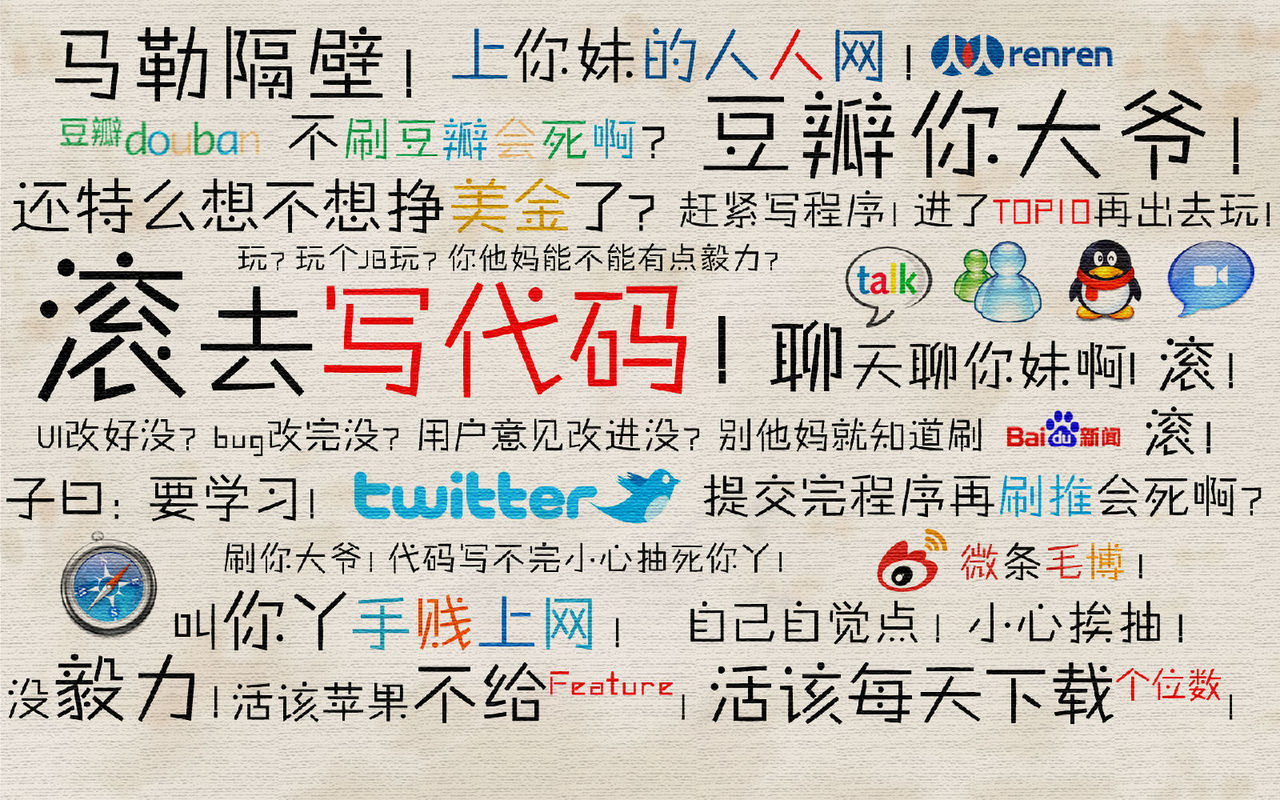 马勒隔壁! 上你妹的人人网! renren
豆瓣douban 不刷豆瓣会死啊? 豆瓣你大爷!
还特么想不想挣美金了? 赶紧写程序! 进了TOP10再出去玩!
玩? 玩个JB玩? 你他妈能不能有点毅力?
talk
滚去写代码! 聊天聊你妹啊! 滚!
UI改好没? bug改完没? 用户意见改进没? 别他妈就知道刷 Baidu新闻 滚!
子曰: 要学习! twitter 提交完程序再刷推会死啊?
刷你大爷! 代码写不完小心抽死你丫! 微条毛博!
叫你丫手贱上网! 自己自觉点! 小心挨抽!
没毅力! 活该苹果不给Feature! 活该每天下载个位数!